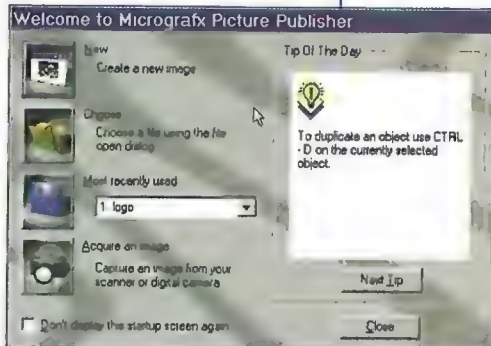 Welcome to Micrografx Picture Publisher
New
Create a new image
Choose
Choose a file using the file
open dialog
Most recently used
1 logo
Acquire an image
Capture an image from your
scanner or digital camera
Don't display this startup screen again
Tip Of The Day
To duplicate an object use CTRL
- D on the currently selected
object.
Next Tip
Close